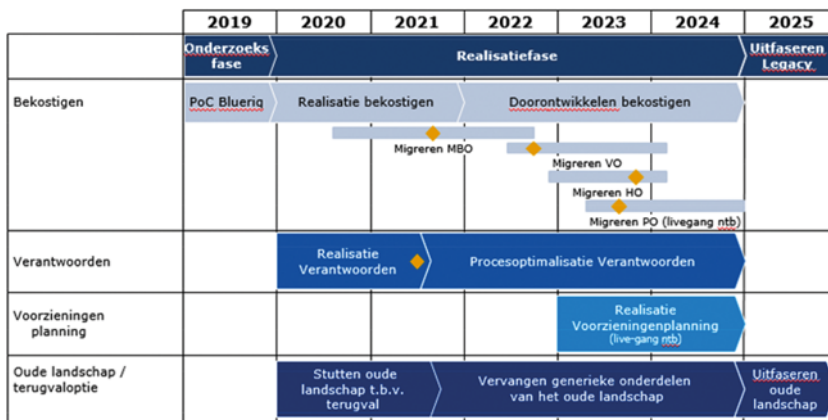 2019 2020 2021 2022 2023 2024 2025
Onderzoeks
fase
Realisatiefase
Uitfaseren
Legacy
Bekostigen
PoC Blueriq
Realisatie bekostigen
Doorontwikkelen bekostigen
Migreren MBO
Migreren VO
Migreren HO
Migreren PO (livegang ntb)
Verantwoorden
Realisatie
Verantwoorden
Procesoptimalisatie Verantwoorden
Voorzieningen
planning
Realisatie
Voorzieningenplanning
(live-gang ntb)
Oude landschap /
terugvaloptie
Stutten oude
landschap t.b.v.
terugval
Vervangen generieke onderdelen
van het oude landschap
Uitfaseren
oude
landschap